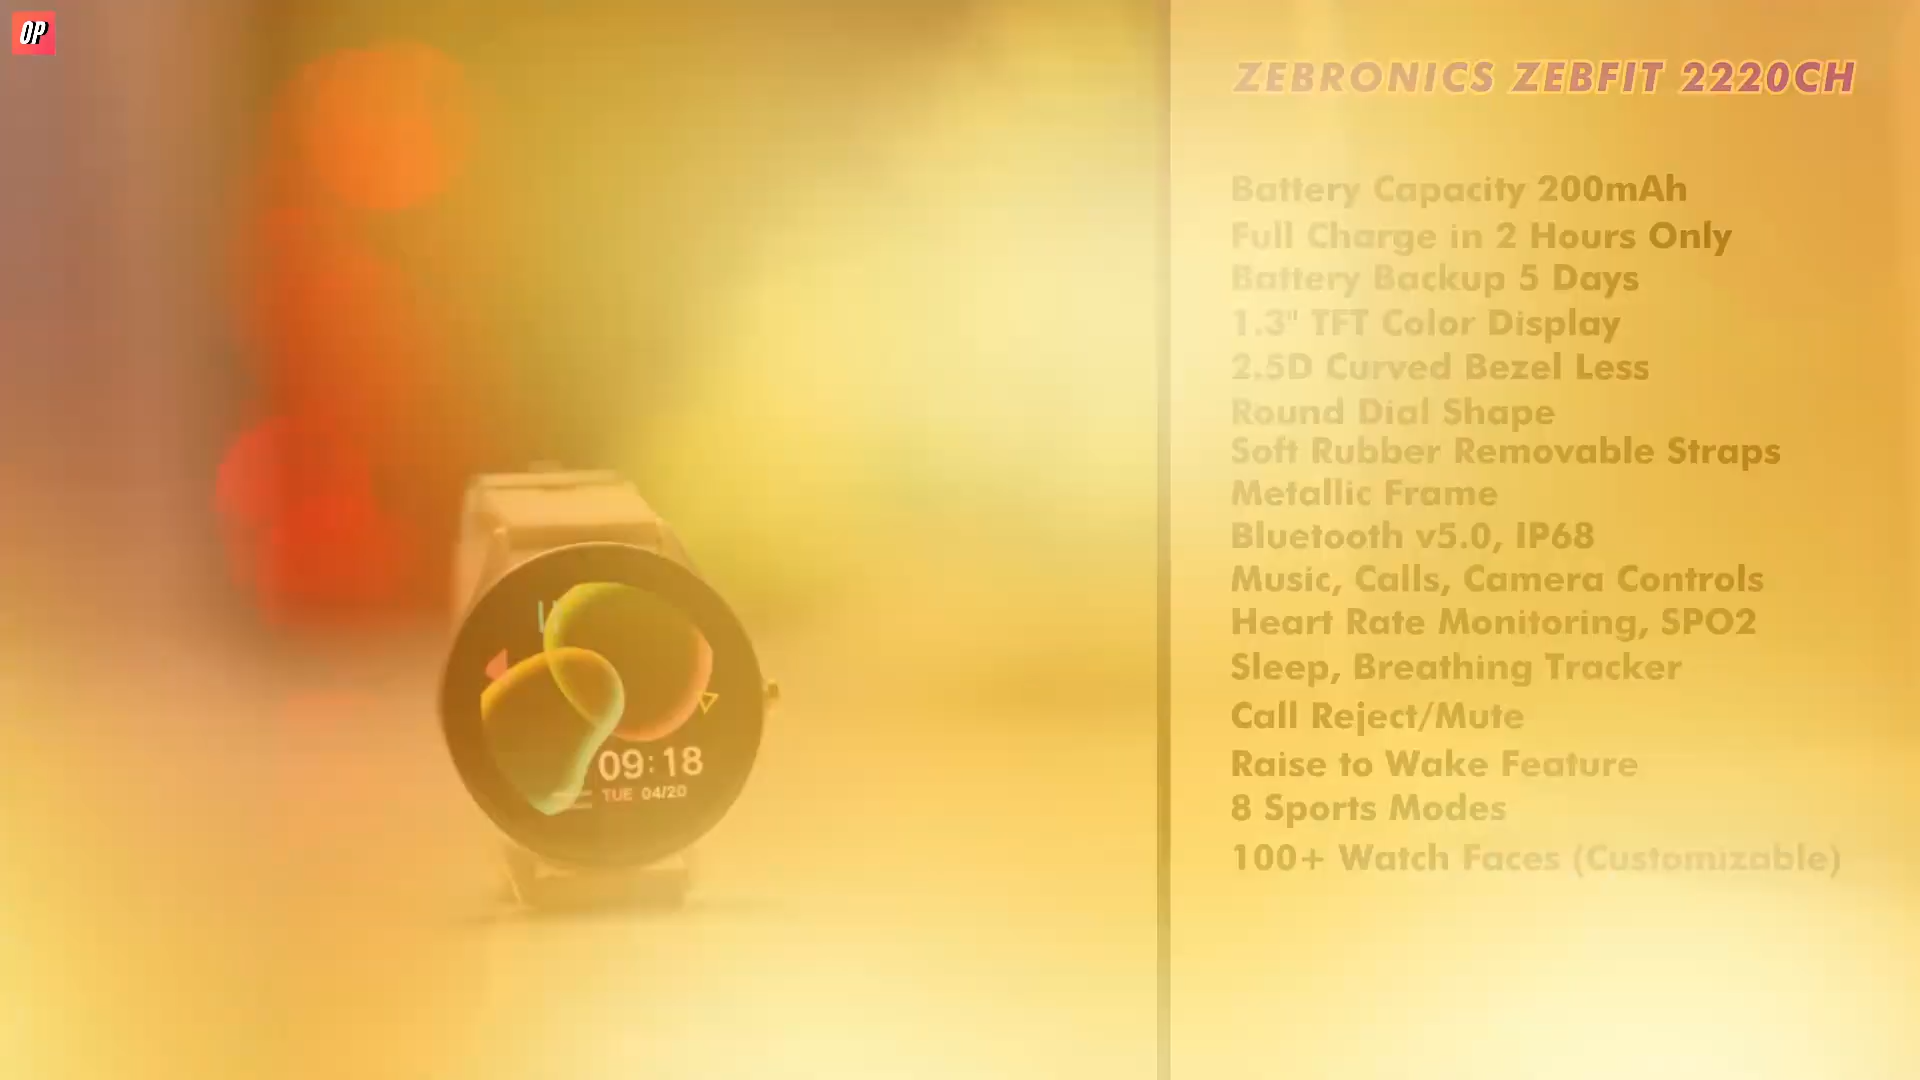 OP
ZEBRONICS ZEBFIT 2220CH
Battery Capacity 200mAh
Full Charge in 2 Hours Only
Battery Backup 5 Days
1.3" TFT Color Display
2.5D Curved Bezel Less
Round Dial Shape
Soft Rubber Removable Straps
Metallic Frame
Bluetooth v5.0, IP68
Music, Calls, Camera Controls
Heart Rate Monitoring, SPO2
Sleep, Breathing Tracker
Call Reject/Mute
Raise to Wake Feature
8 Sports Modes
100+ Watch Faces (Customizable)
09:18
TUE 04/20